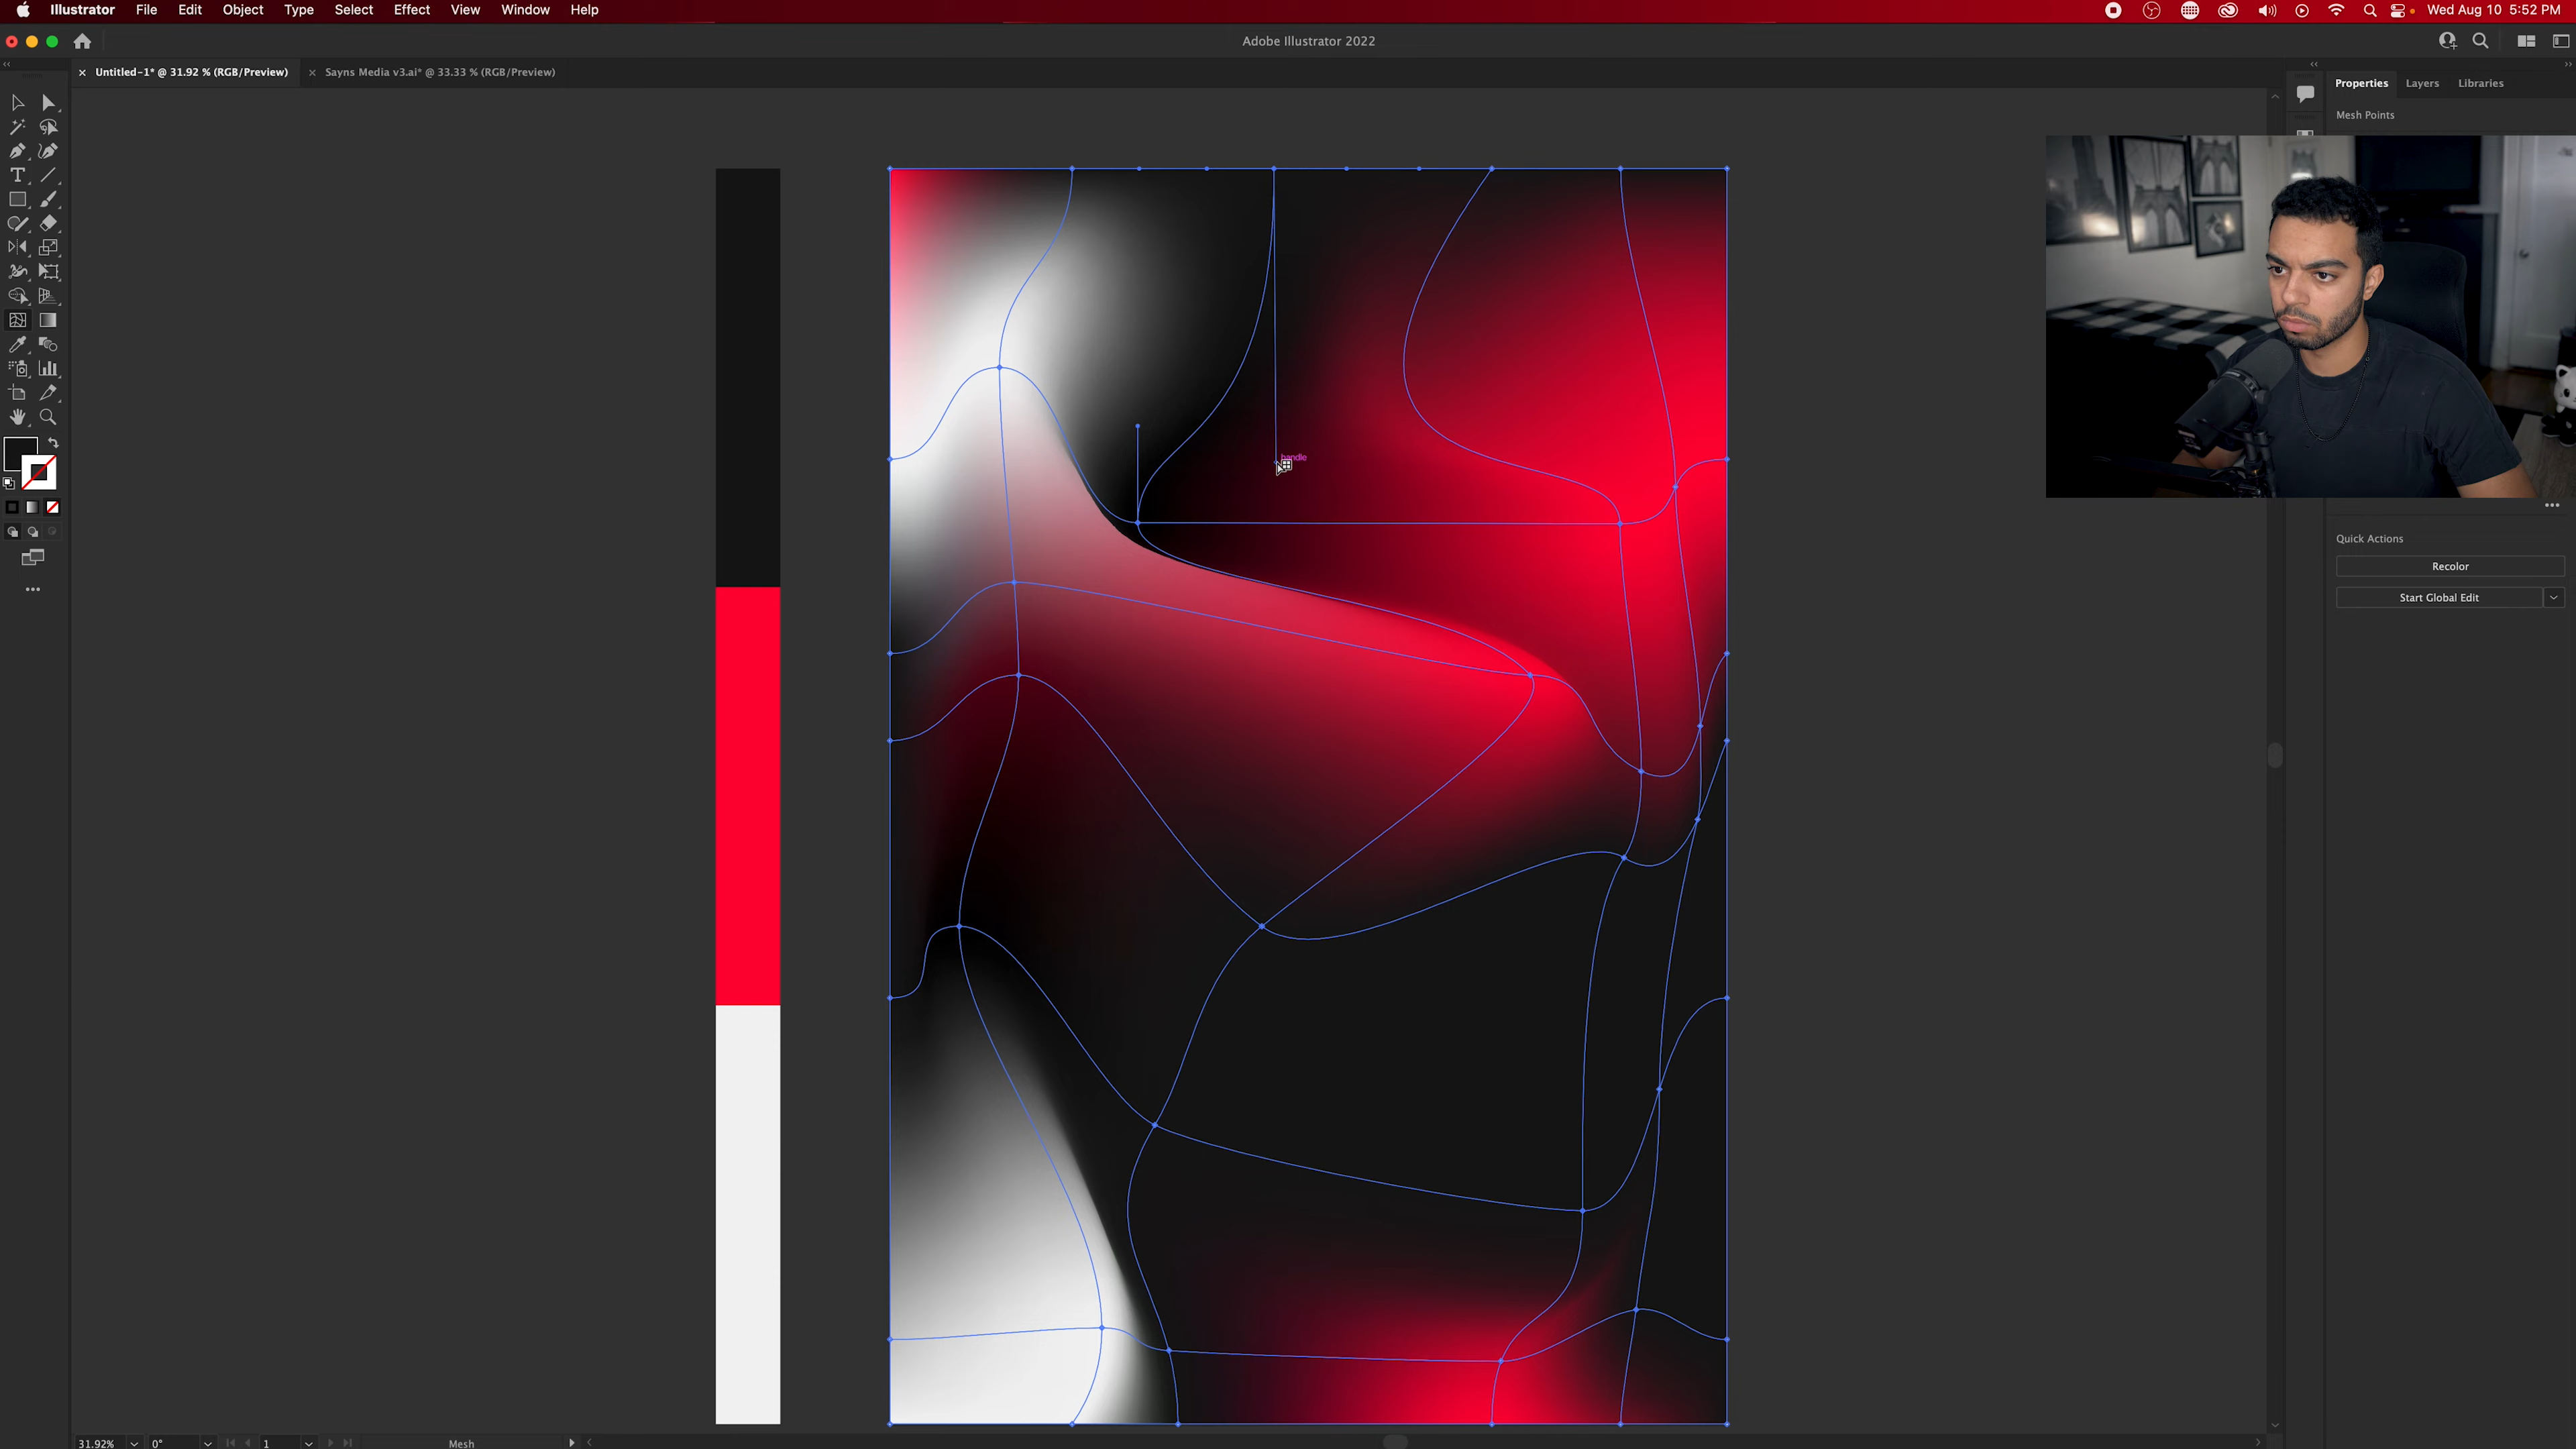 Illustrator File Edit Object Type Select Effect View Window Help
Wed Aug 10 5:52 PM
Adobe Illustrator 2022
Untitled-1* @ 31.92 % (RGB/Preview)
Sayns Media v3.ai* @ 33.33 % (RGB/Preview)
Properties Layers Libraries
Mesh Points
handle
Quick Actions
Recolor
Start Global Edit
31.92% 0° 1 Mesh